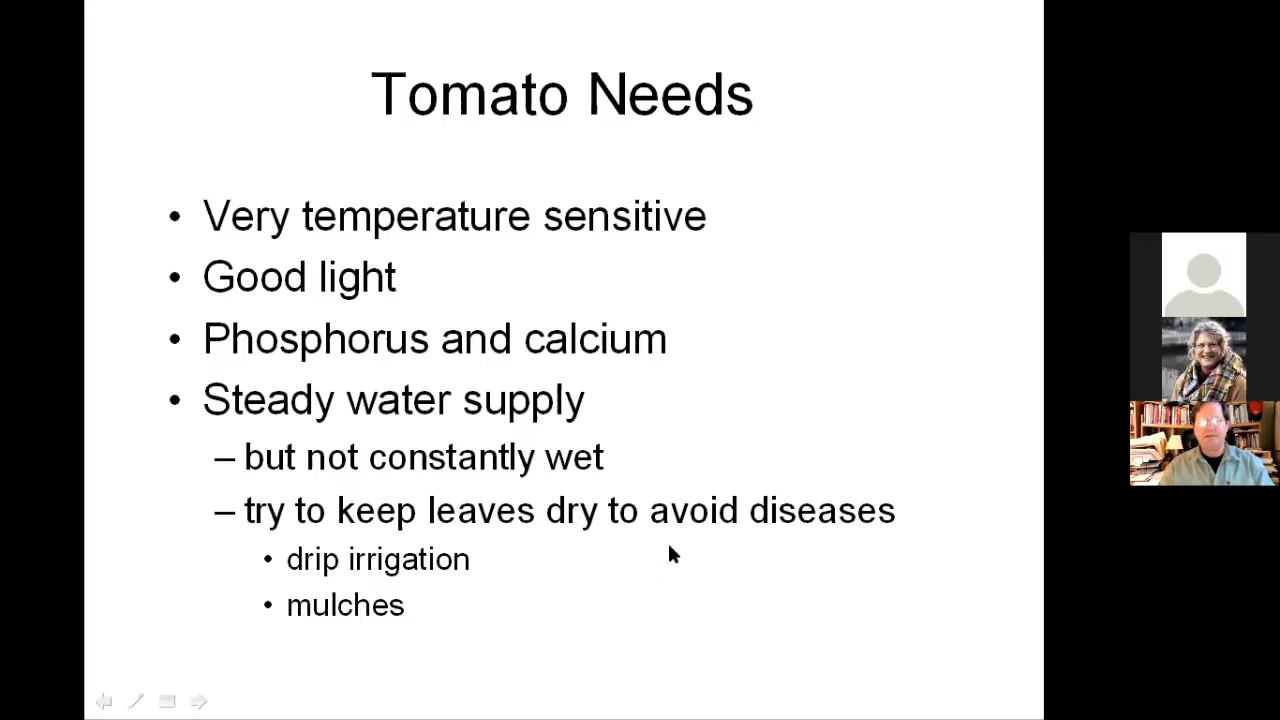 Tomato Needs
• Very temperature sensitive
• Good light
• Phosphorus and calcium
• Steady water supply
– but not constantly wet
– try to keep leaves dry to avoid diseases
• drip irrigation
• mulches